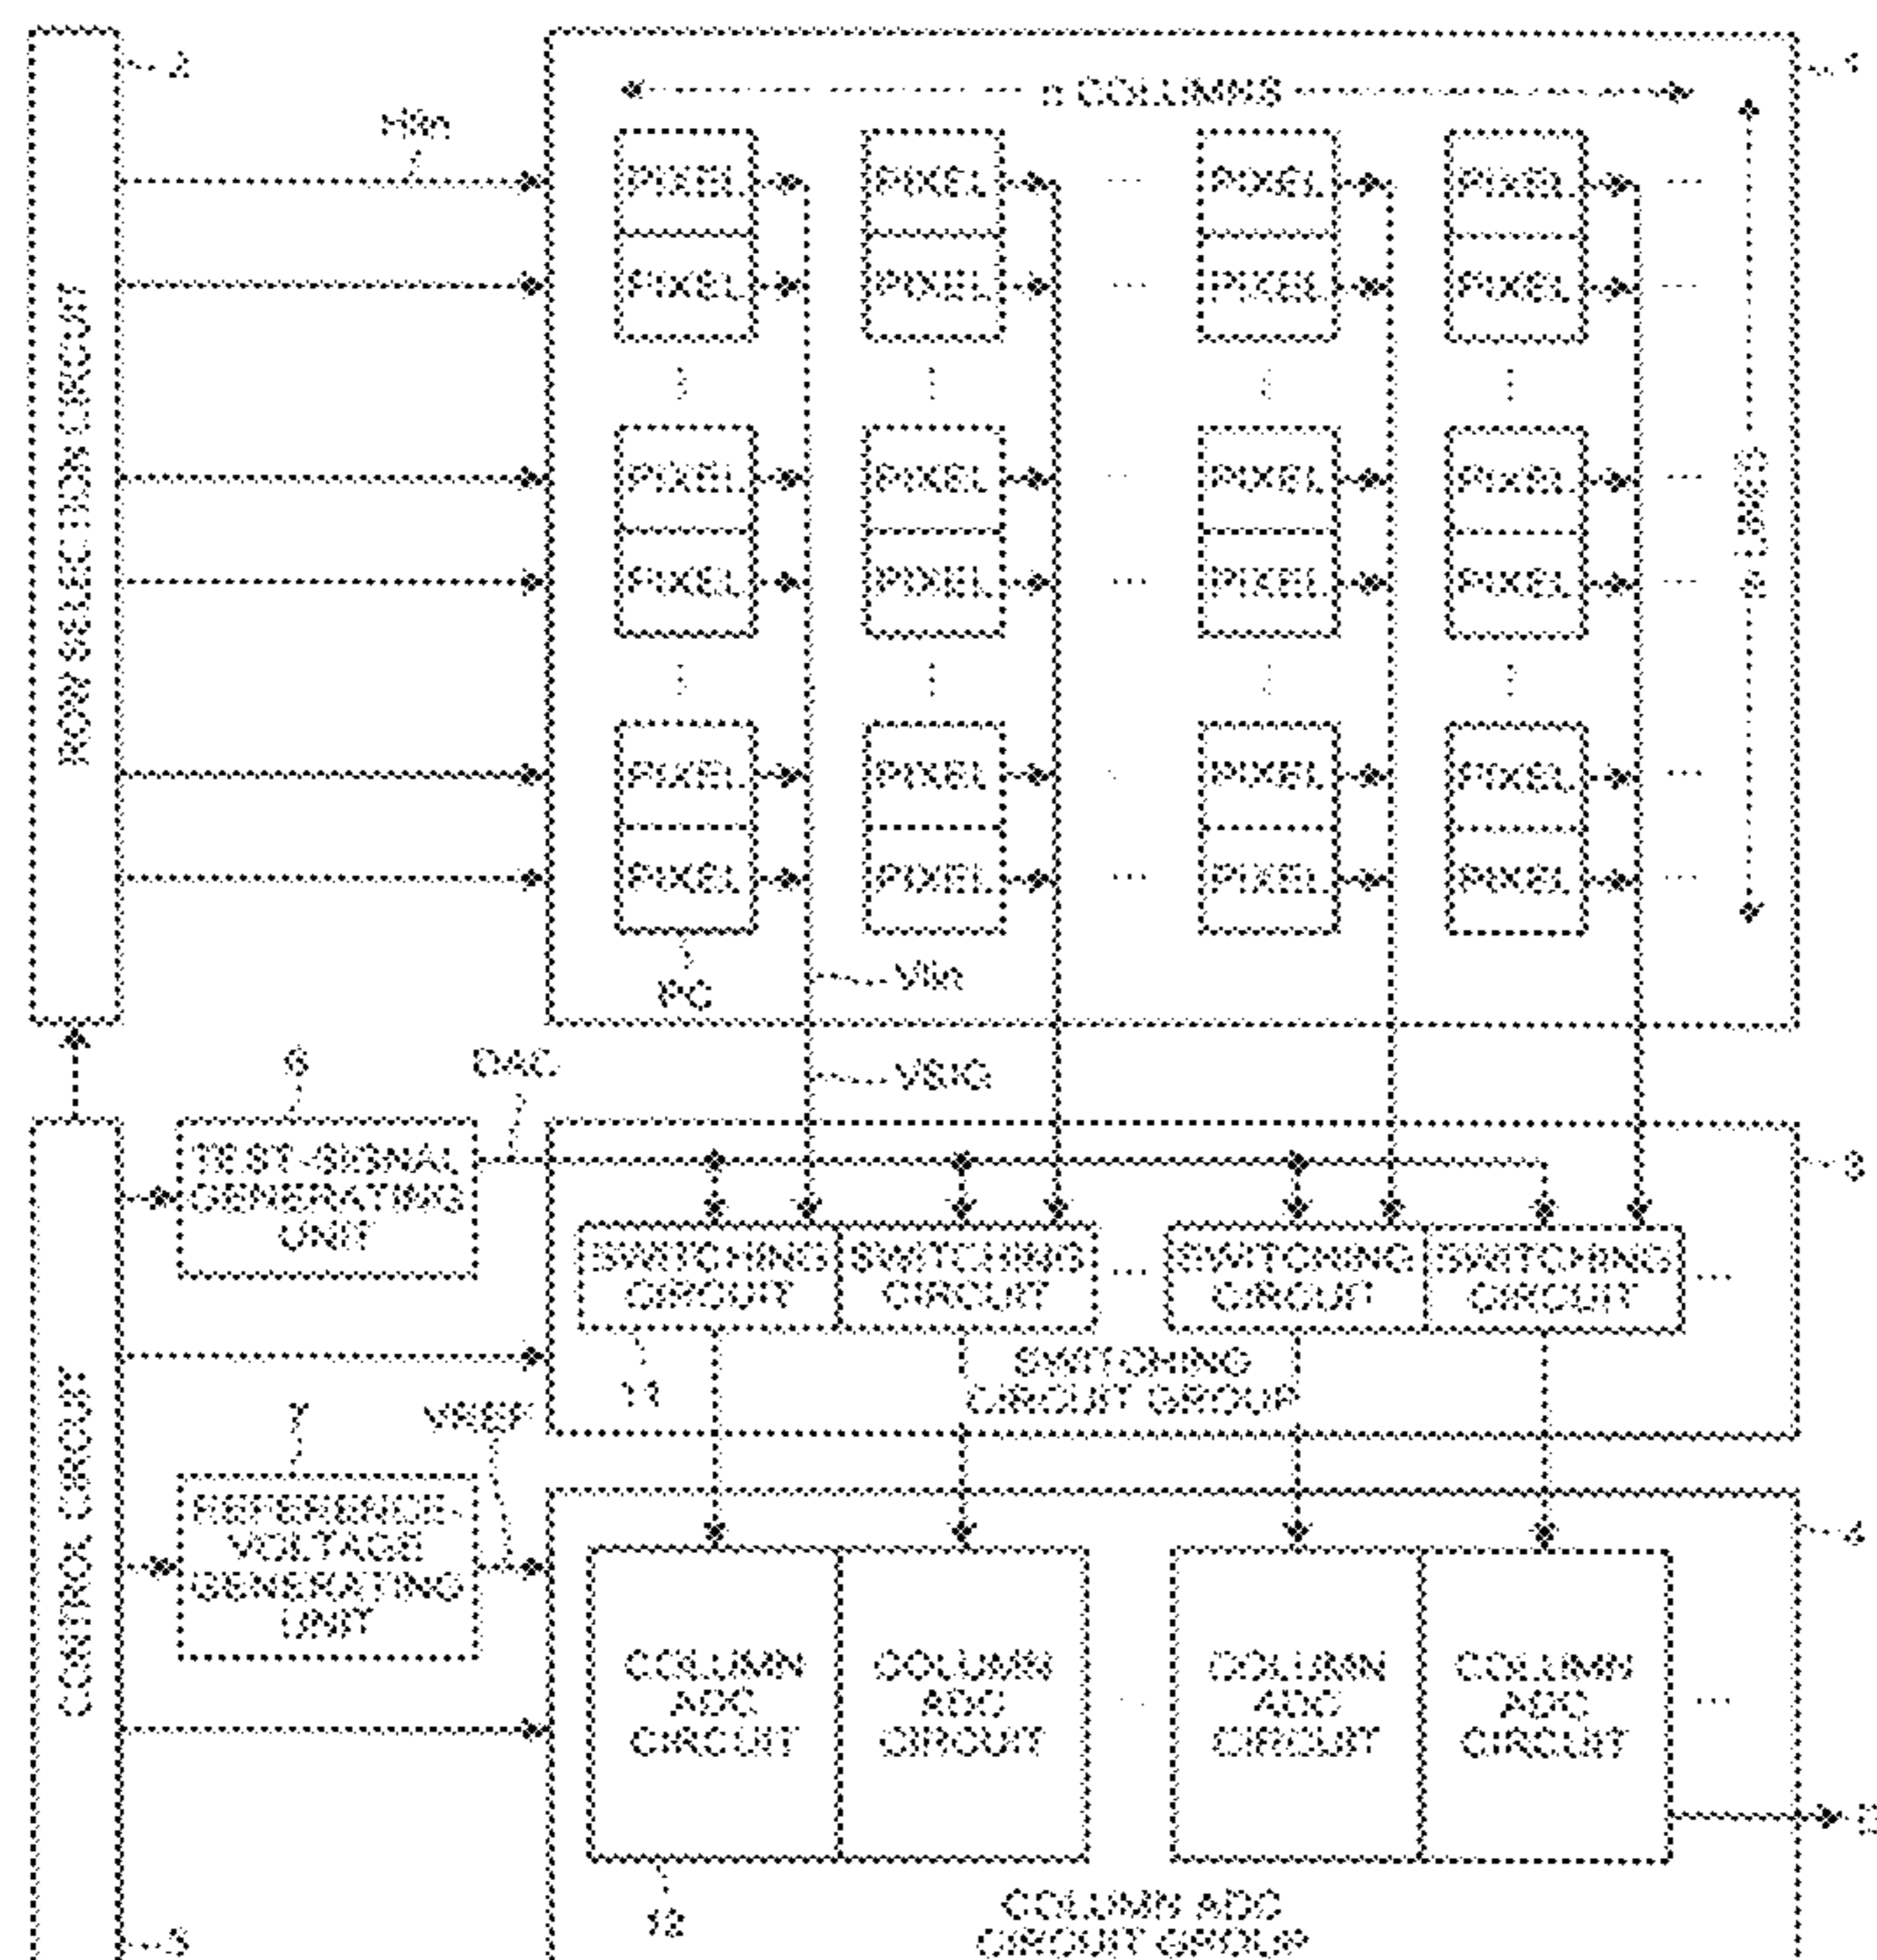 2
1
n COLUMNS
Hlin
PIXEL PIXEL ... PIXEL PIXEL ...
PIXEL PIXEL ... PIXEL PIXEL ...
ROW SELECTION CIRCUIT
PIXEL PIXEL ... PIXEL PIXEL ...
PIXEL PIXEL ... PIXEL PIXEL ...
PIXEL PIXEL ... PIXEL PIXEL ...
PIXEL PIXEL ... PIXEL PIXEL ...
PC
Vlin
6
DAC
VSIG
TEST-SIGNAL
GENERATING
UNIT
3
SWITCHING SWITCHING ... SWITCHING SWITCHING ...
CIRCUIT CIRCUIT CIRCUIT CIRCUIT
11
SWITCHING
CIRCUIT GROUP
CONTROL CIRCUIT
7
VREF
REFERENCE-
VOLTAGE
GENERATING
UNIT
4
COLUMN COLUMN COLUMN COLUMN
ADC ADC ... ADC ADC ...
CIRCUIT CIRCUIT CIRCUIT CIRCUIT
12
COLUMN ADC
CIRCUIT GROUP
5